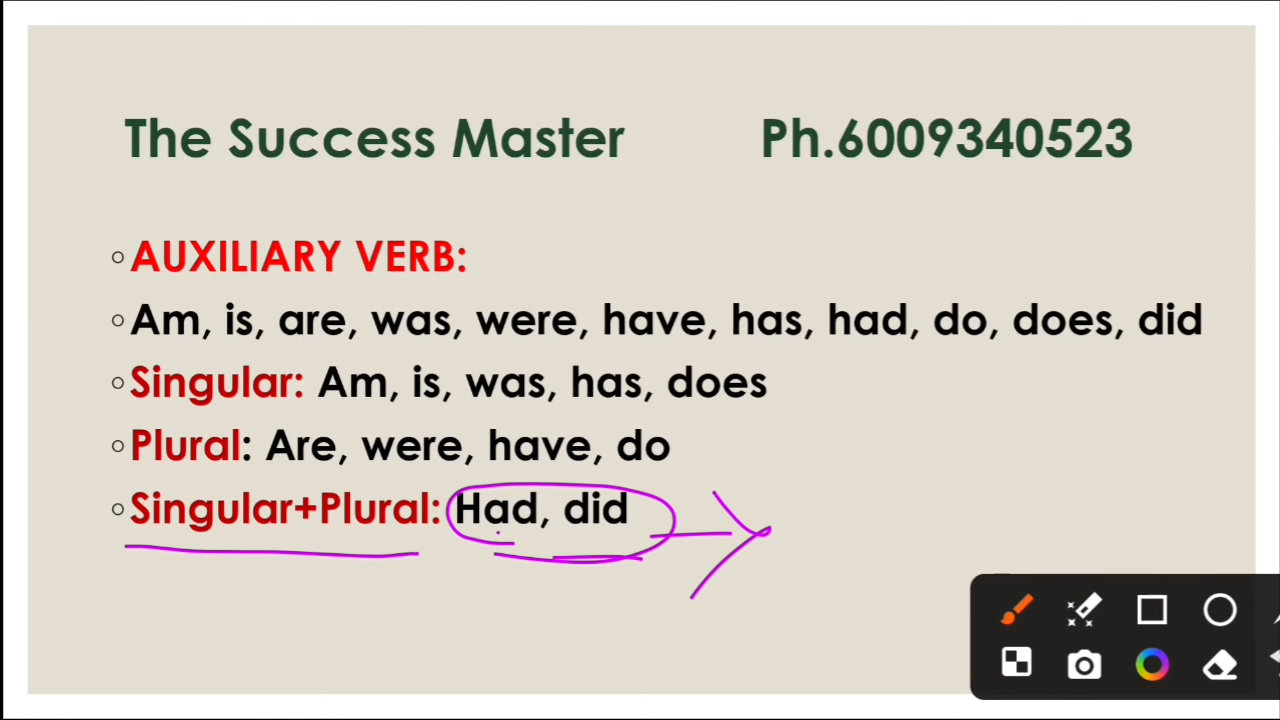 The Success Master Ph.6009340523
AUXILIARY VERB:
Am, is, are, was, were, have, has, had, do, does, did
Singular: Am, is, was, has, does
Plural: Are, were, have, do
Singular+Plural: Had, did